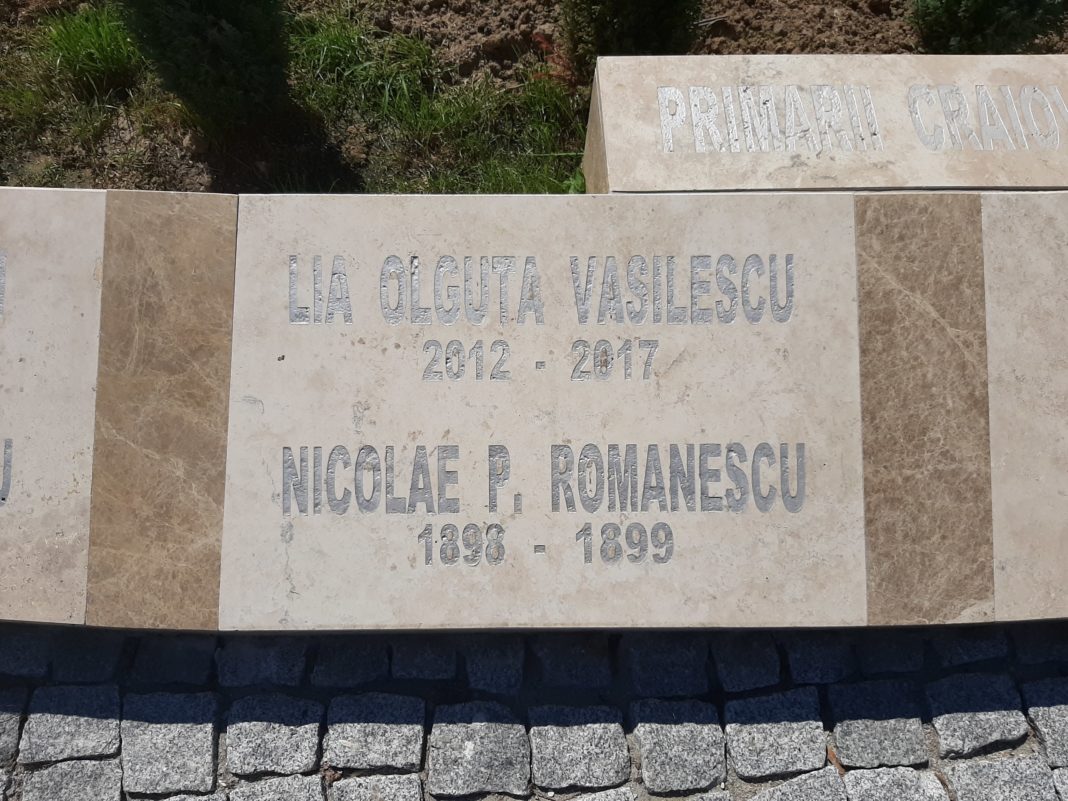 PRIMARII CRAIOV
LIA OLGUTA VASILESCU
2012 - 2017
NICOLAE P. ROMANESCU
1898 - 1899